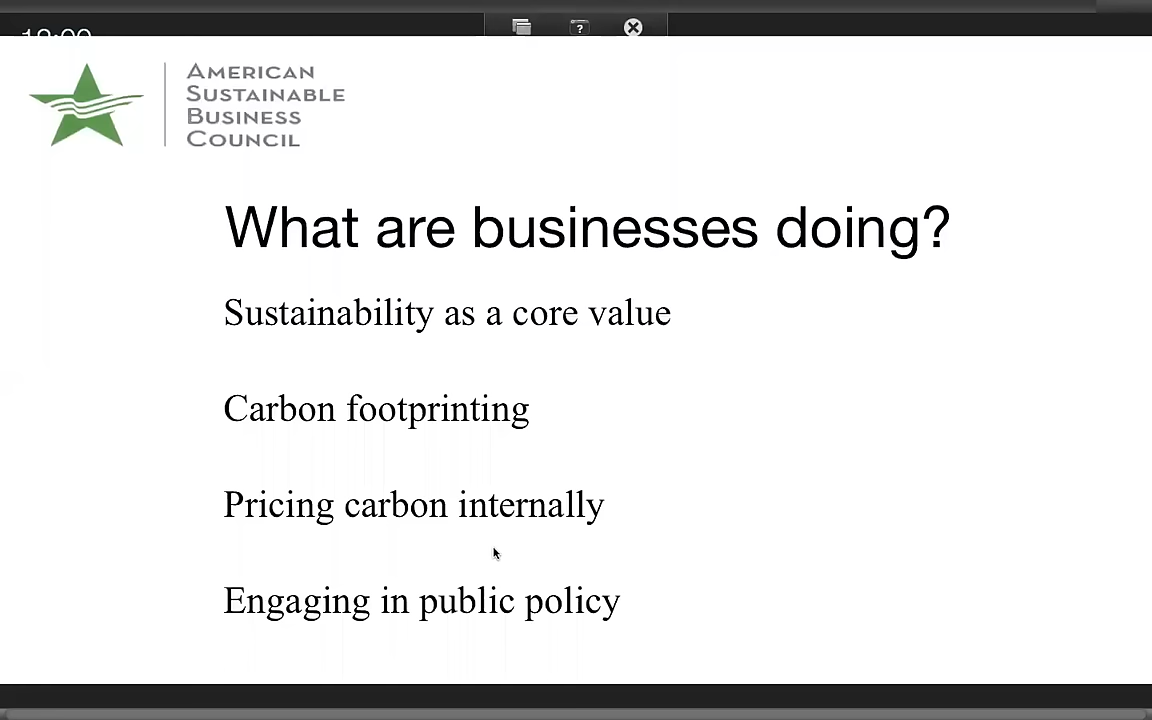 AMERICAN
SUSTAINABLE
BUSINESS
COUNCIL
What are businesses doing?
Sustainability as a core value
Carbon footprinting
Pricing carbon internally
Engaging in public policy